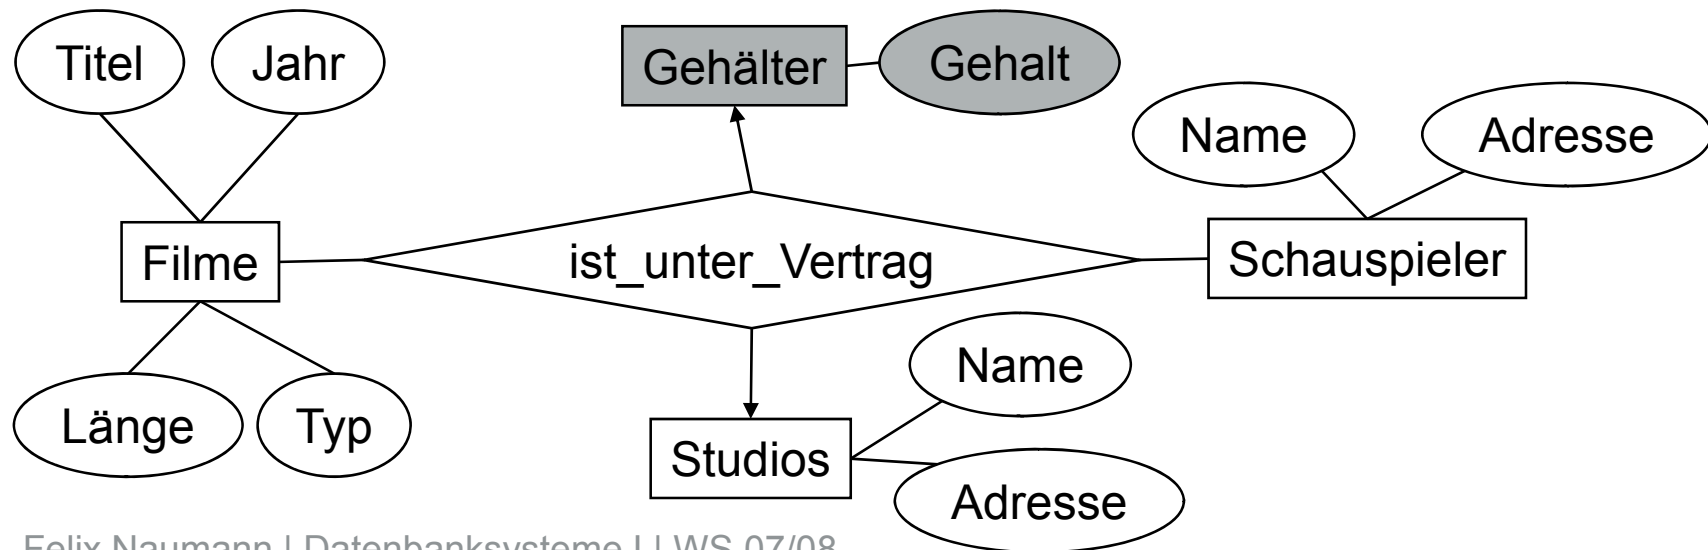 Titel
Jahr
Gehälter
Gehalt
Name
Adresse
Filme
ist_unter_Vertrag
Schauspieler
Länge
Typ
Name
Studios
Adresse
Felix Naumann | Datenbanksysteme I | WS 07/08